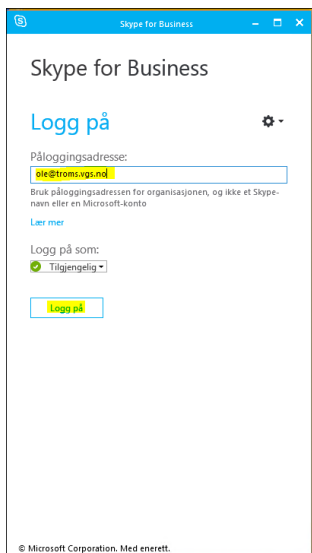 Skype for Business
Skype for Business
Logg på
Påloggingsadresse:
ole@troms.vgs.no
Bruk påloggingsadressen for organisasjonen, og ikke et Skype-
navn eller en Microsoft-konto
Lær mer
Logg på som:
Tilgjengelig
Logg på
© Microsoft Corporation. Med enerett.